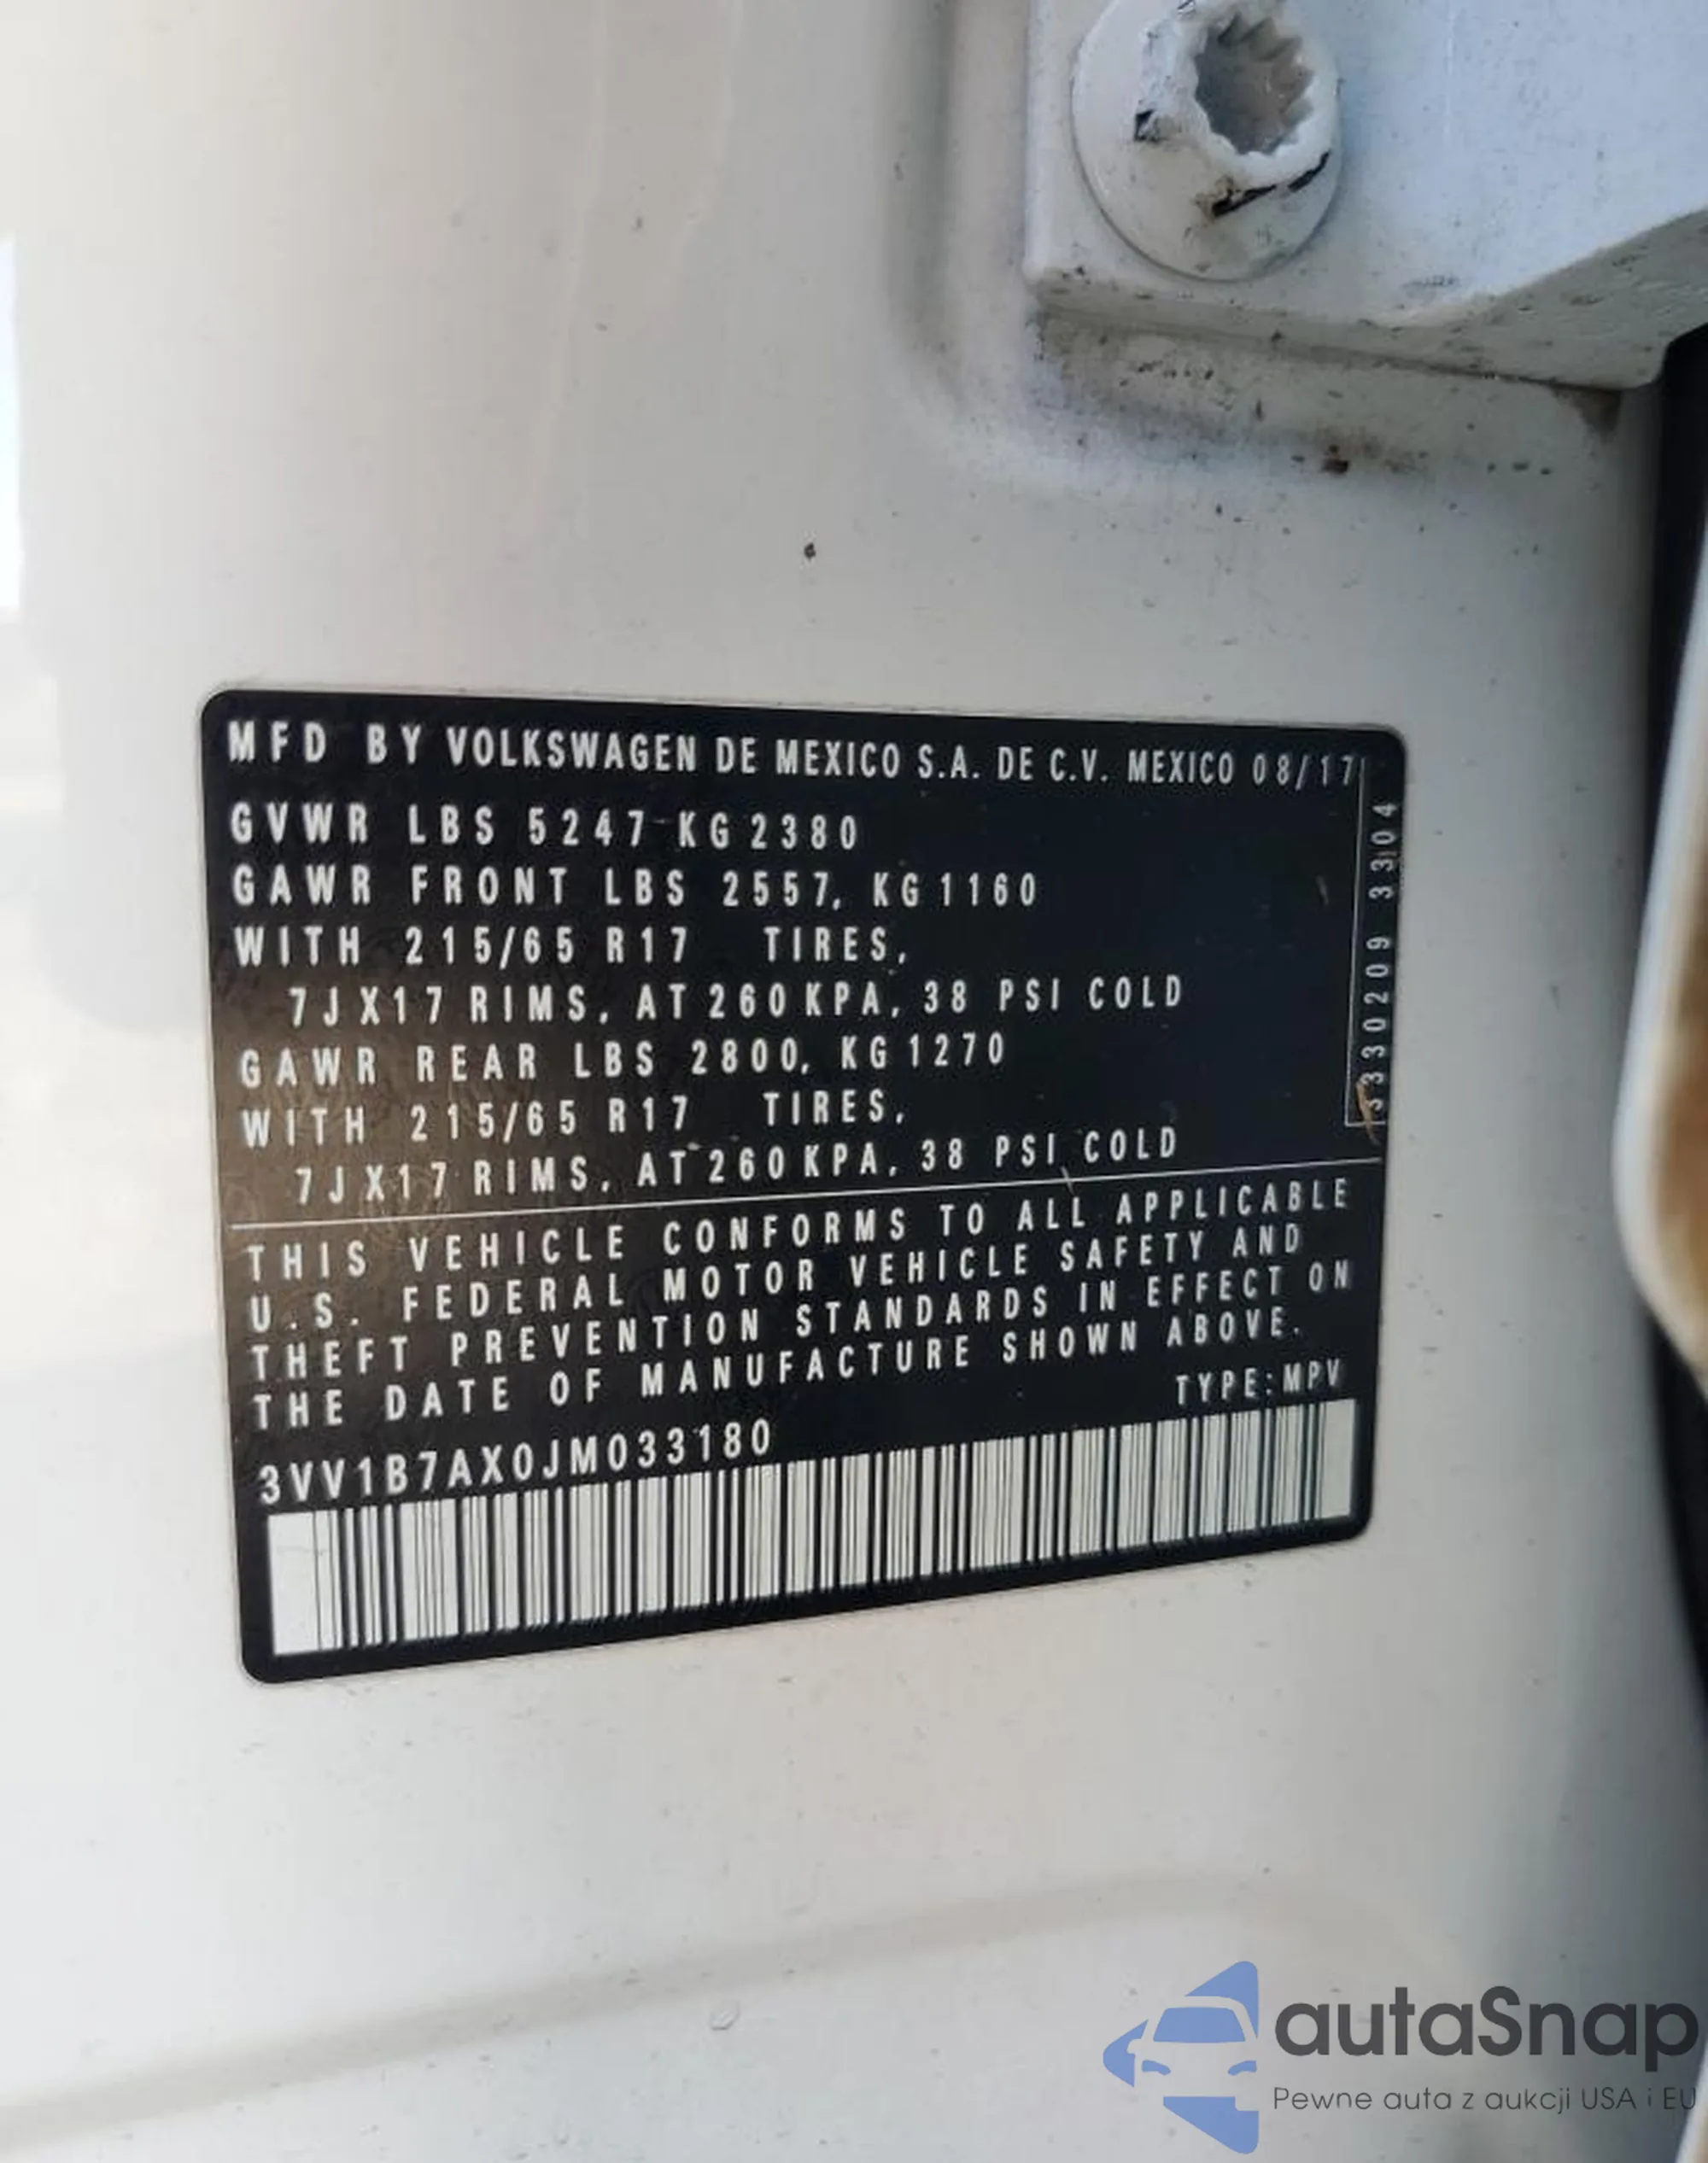 MFD BY VOLKSWAGEN DE MEXICO S.A. DE C.V. MEXICO 08/17
GVWR LBS 5247 KG 2380
GAWR FRONT LBS 2557, KG 1160
WITH 215/65 R17 TIRES,
7JX17 RIMS, AT 260 KPA, 38 PSI COLD
GAWR REAR LBS 2800, KG 1270
WITH 215/65 R17 TIRES,
7JX17 RIMS, AT 260 KPA, 38 PSI COLD
THIS VEHICLE CONFORMS TO ALL APPLICABLE
U.S. FEDERAL MOTOR VEHICLE SAFETY AND
THEFT PREVENTION STANDARDS IN EFFECT ON
THE DATE OF MANUFACTURE SHOWN ABOVE.
TYPE:MPV
3VV1B7AX0JM033180
3304
autaSnap
Pewne auta z aukcji USA i EU